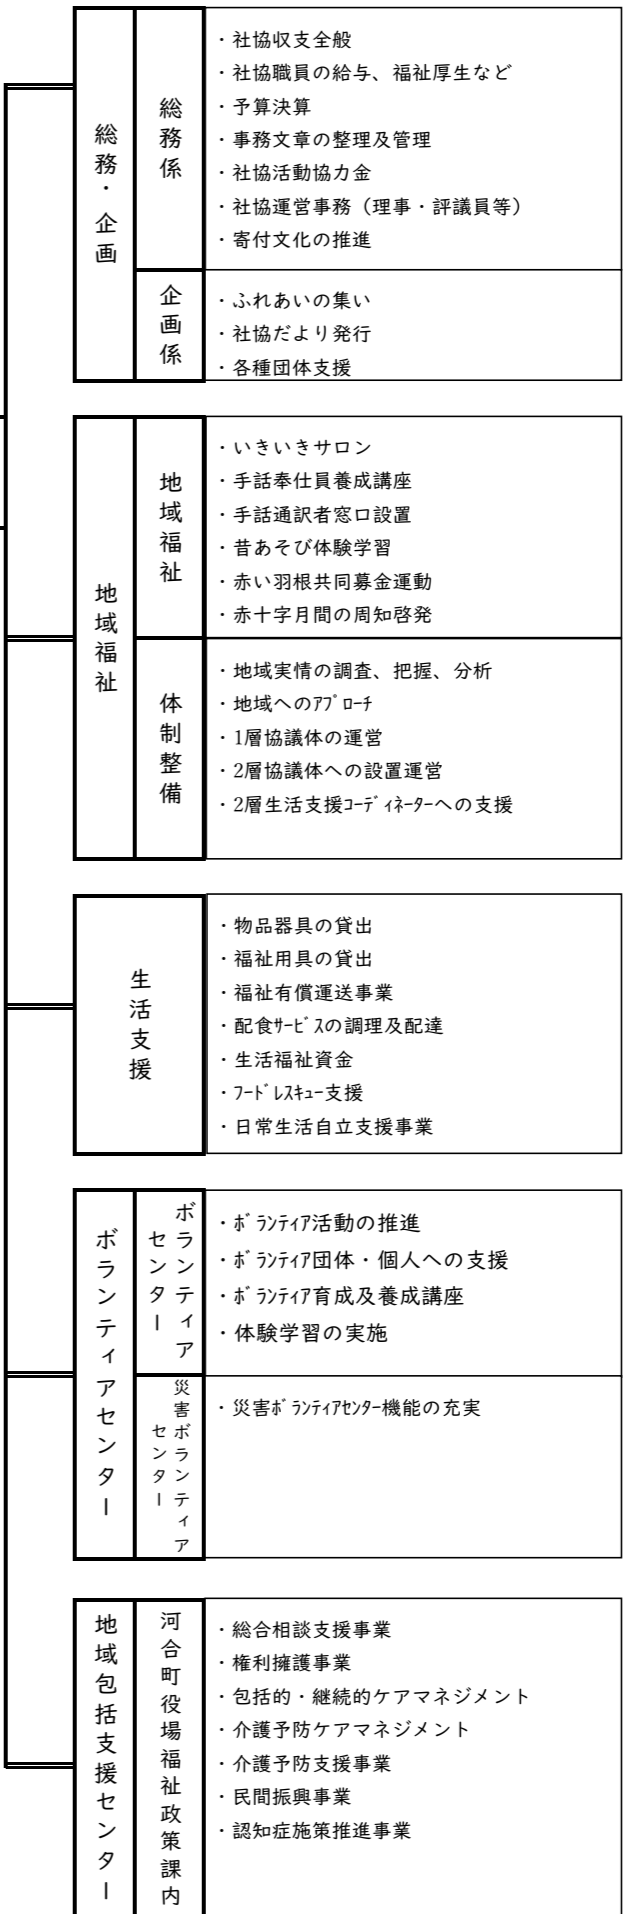 総務・企画
総務係
・社協収支全般
・社協職員の給与、福祉厚生など
・予算決算
・事務文章の整理及管理
・社協活動協力金
・社協運営事務（理事・評議員等）
・寄付文化の推進
企画係
・ふれあいの集い
・社協だより発行
・各種団体支援
地域福祉
地域福祉
・いきいきサロン
・手話奉仕員養成講座
・手話通訳者窓口設置
・昔あそび体験学習
・赤い羽根共同募金運動
・赤十字月間の周知啓発
体制整備
・地域実情の調査、把握、分析
・地域へのｱﾌﾟﾛｰﾁ
・1層協議体の運営
・2層協議体への設置運営
・2層生活支援ｺｰﾃﾞｨﾈｰﾀｰへの支援
生活支援
・物品器具の貸出
・福祉用具の貸出
・福祉有償運送事業
・配食ｻｰﾋﾞｽの調理及配達
・生活福祉資金
・ﾌｰﾄﾞﾚｽｷｭｰ支援
・日常生活自立支援事業
ボランティアセンター
ボランティア
センター
・ﾎﾞﾗﾝﾃｨｱ活動の推進
・ﾎﾞﾗﾝﾃｨｱ団体・個人への支援
・ﾎﾞﾗﾝﾃｨｱ育成及養成講座
・体験学習の実施
災害ボランティア
センター
・災害ﾎﾞﾗﾝﾃｨｱｾﾝﾀｰ機能の充実
地域包括支援センター
河合町役場福祉政策課内
・総合相談支援事業
・権利擁護事業
・包括的・継続的ケアマネジメント
・介護予防ケアマネジメント
・介護予防支援事業
・民間振興事業
・認知症施策推進事業